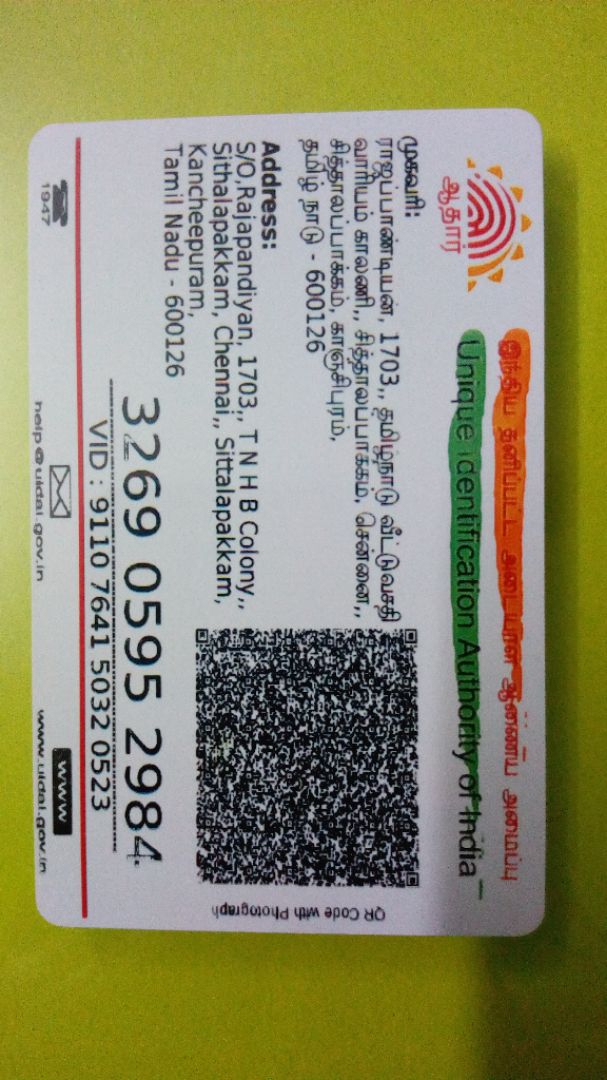 ஆதார்
இந்திய தனிப்பட்ட அடையாள ஆணைய அமைப்பு
Unique Identification Authority of India
முகவரி:
ராஜப்பாண்டியன், 1703,, தமிழ்நாடு வீட்டுவசதி
வாரியம் காலணி,, சித்தாலப்பாக்கம், சென்னை,,
சித்தாலப்பாக்கம், காஞ்சிபுரம்,
தமிழ் நாடு - 600126
Address:
S/O,Rajapandiyan, 1703,, T N H B Colony,,
Sithalapakkam, Chennai,, Sittalapakkam,
Kancheepuram,
Tamil Nadu - 600126
QR Code with Photograph
3269 0595 2984
VID : 9110 7641 5032 0523
1947
help@uidai.gov.in
www
www.uidai.gov.in